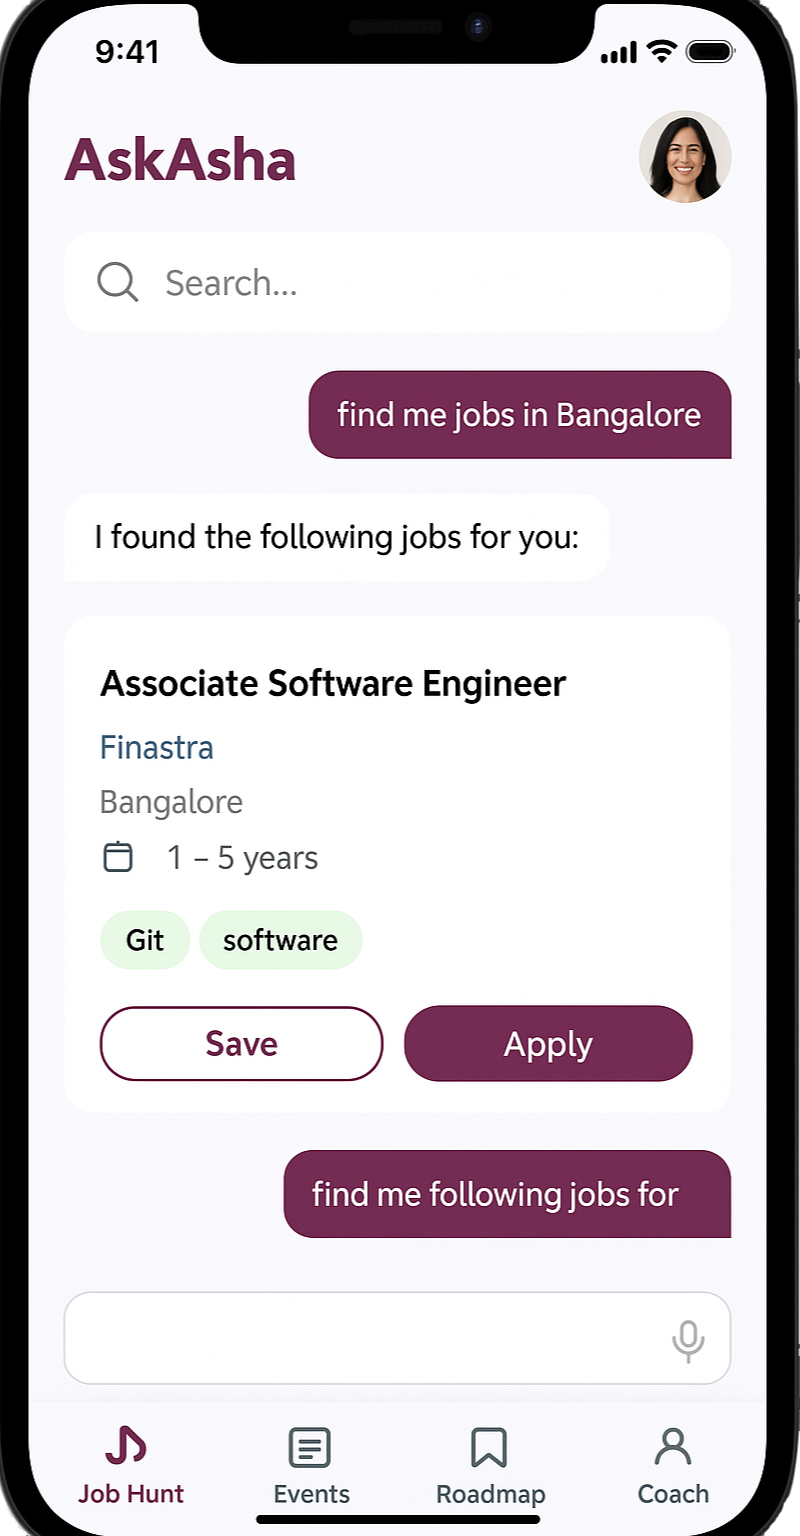 9:41
AskAsha
Search...
find me jobs in Bangalore
I found the following jobs for you:
Associate Software Engineer
Finastra
Bangalore
1 – 5 years
Git software
Save Apply
find me following jobs for
Job Hunt Events Roadmap Coach